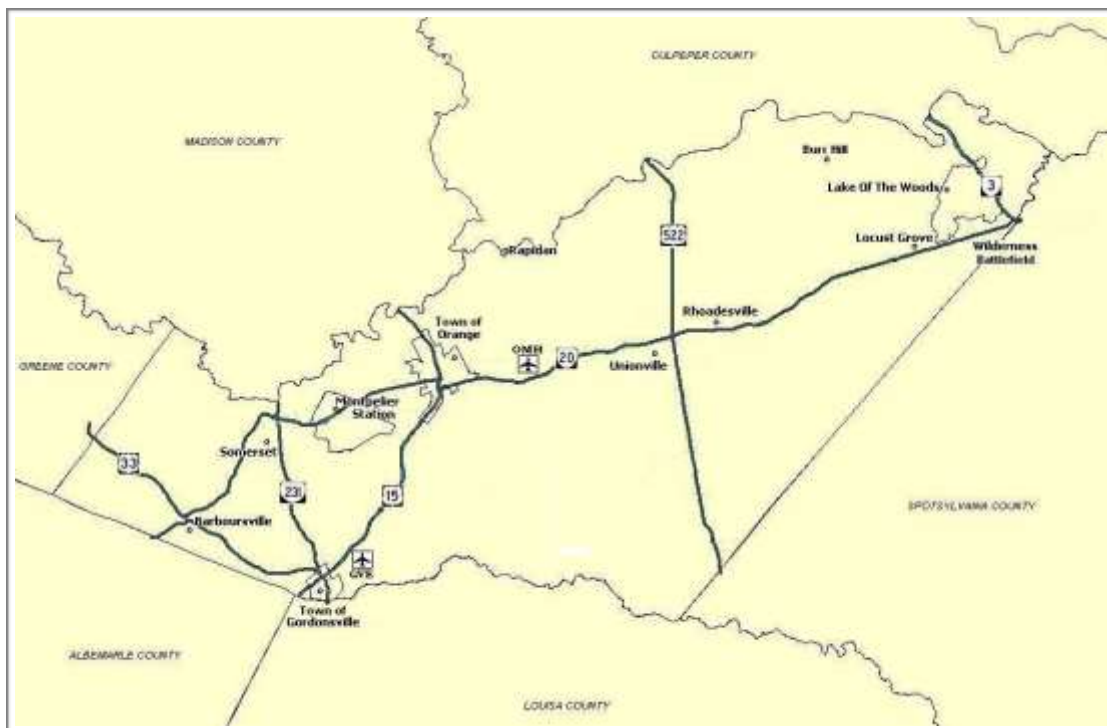 CULPEPER COUNTY
MADISON COUNTY
Burr Hill
Lake Of The Woods
3
Locust Grove
Wilderness
Battlefield
522
Rapidan
Rhoadesville
Town of
Orange
20
Unionville
GREENE COUNTY
Montpelier
Station
Somerset
33
231
15
SPOTSYLVANIA COUNTY
Barboursville
GVE
Town of
Gordonsville
ALBEMARLE COUNTY
LOUISA COUNTY